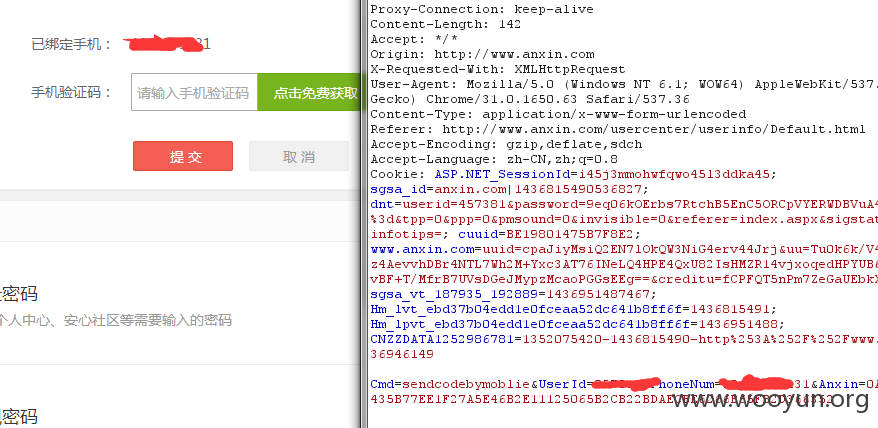 已绑定手机：
31
手机验证码：
请输入手机验证码
点击免费获取
提 交
取 消
密码
个人中心、安心社区等需要输入的密码
密码
Proxy-Connection: keep-alive
Content-Length: 142
Accept: */*
Origin: http://www.anxin.com
X-Requested-With: XMLHttpRequest
User-Agent: Mozilla/5.0 (Windows NT 6.1; WOW64) AppleWebKit/537.
Gecko) Chrome/31.0.1650.63 Safari/537.36
Content-Type: application/x-www-form-urlencoded
Referer: http://www.anxin.com/usercenter/userinfo/Default.html
Accept-Encoding: gzip,deflate,sdch
Accept-Language: zh-CN,zh;q=0.8
Cookie: ASP.NET_SessionId=i45j3mmohwfqwo45l3ddka45;
sgsa_id=anxin.com|1436815490536827;
dnt=userid=457381&password=9eq06kOErbs7RtchB5EnC5ORCpVYERWDBVuA4
%3d&tpp=0&ppp=0&pmsound=0&invisible=0&referer=index.aspx&sigstat
infotips=; cuuid=BE19801475B7F8E2;
www.anxin.com=uuid=cpaJiyMsiQ2EN7lOkQW3NiG4erv44Jrj&uu=Tu0k6k/V4
z4AevvhDBr4NTL7Wh2M+Yxc3AT76INeLQ4HPE4QxU82IsHMZR14vjxoqedHPYUB6
vBF+T/MfrB7UVsDGeJMypzMcaoPGGsEEg==&creditu=fCPFQT5nPm7ZeGaUEbkX
sgsa_vt_187935_192889=1436951487467;
Hm_lvt_ebd37b04edd1e0fceaa52dc641b8ff6f=1436815491;
Hm_lpvt_ebd37b04edd1e0fceaa52dc641b8ff6f=1436951488;
CNZZDATA1252986781=1352075420-1436815490-http%253A%252F%252Fwww.
36946149
Cmd=sendcodebymoblie&UserId= honeNum= 31&Anxin=0A
435B77EE1F27A5E46B2E11125065B2CB22BDAE
www.wooyun.org